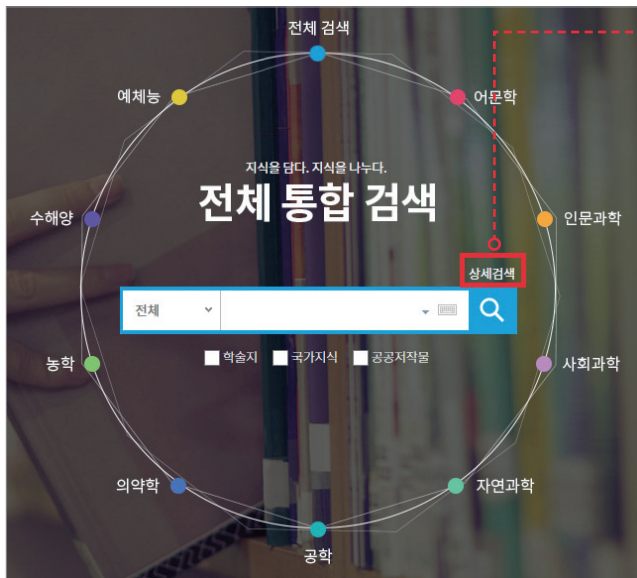 전체 검색
예체능
어문학
지식을 담다. 지식을 나누다.
전체 통합 검색
수해양
인문과학
상세검색
전체
학술지 국가지식 공공저작물
농학
사회과학
의약학
자연과학
공학